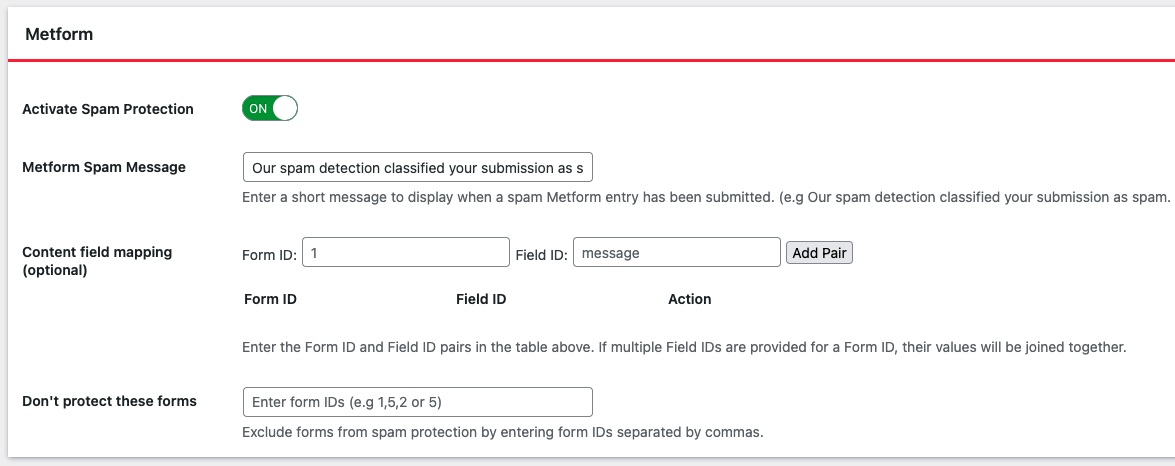 Metform
Activate Spam Protection
ON
Metform Spam Message
Our spam detection classified your submission as s
Enter a short message to display when a spam Metform entry has been submitted. (e.g Our spam detection classified your submission as spam.
Content field mapping
(optional)
Form ID: 1 Field ID: message Add Pair
Form ID Field ID Action
Enter the Form ID and Field ID pairs in the table above. If multiple Field IDs are provided for a Form ID, their values will be joined together.
Don't protect these forms
Enter form IDs (e.g 1,5,2 or 5)
Exclude forms from spam protection by entering form IDs separated by commas.